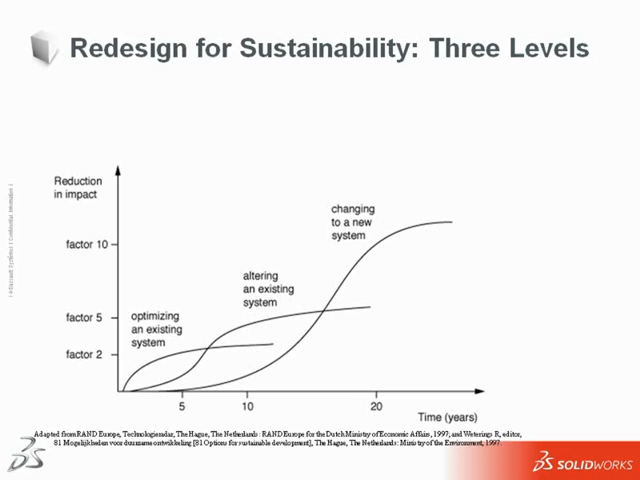 Redesign for Sustainability: Three Levels
Reduction
in impact
factor 10
factor 5
factor 2
optimizing
an existing
system
altering
an existing
system
changing
to a new
system
5
10
20
Time (years)
Adapted from RAND Europe, Technologieradar, The Hague, The Netherlands: RAND Europe for the Dutch Ministry of Economic Affairs, 1997; and Weterings R, editor,
81 Mogelijkheden voor duurzame ontwikkeling [81 Options for sustainable development], The Hague, The Netherlands: Ministry of the Environment, 1997.
SOLIDWORKS